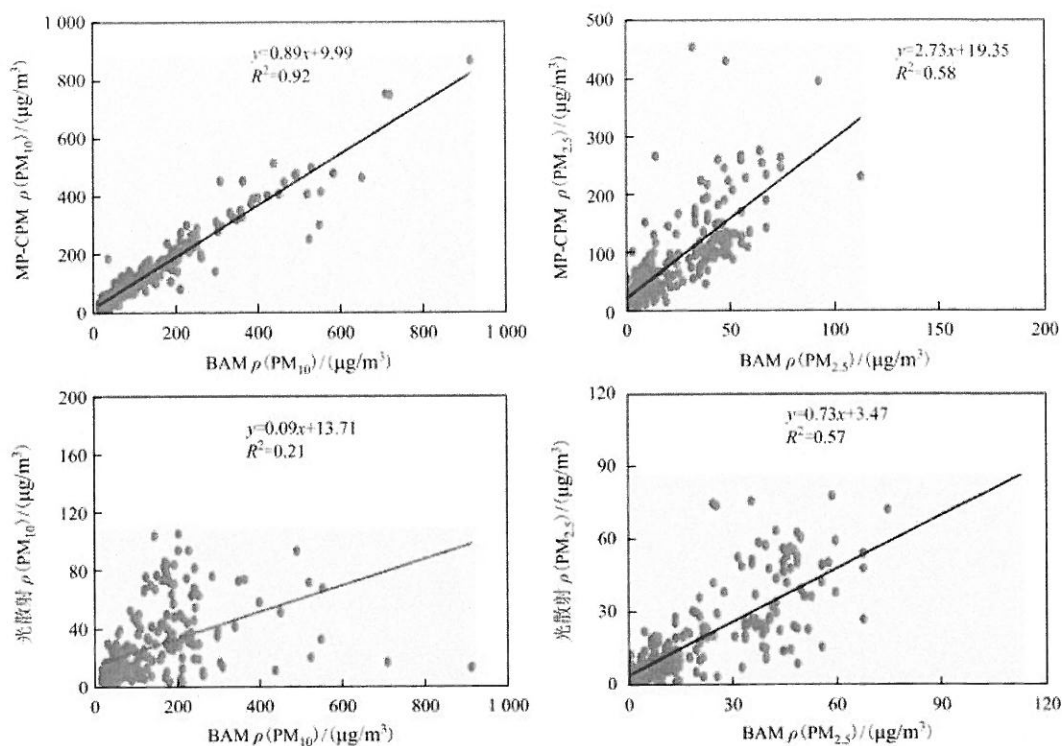 1 000
800
600
400
200
0
MP-CPM ρ(PM10)/(μg/m³)
y=0.89x+9.99
R²=0.92
0 200 400 600 800 1 000
BAM ρ(PM10)/(μg/m³)
500
400
300
200
100
0
MP-CPM ρ(PM2.5)/(μg/m³)
y=2.73x+19.35
R²=0.58
0 50 100 150 200
BAM ρ(PM2.5)/(μg/m³)
200
160
120
80
40
0
光散射 ρ(PM10)/(μg/m³)
y=0.09x+13.71
R²=0.21
0 200 400 600 800 1 000
BAM ρ(PM10)/(μg/m³)
120
90
60
30
0
光散射 ρ(PM2.5)/(μg/m³)
y=0.73x+3.47
R²=0.57
0 30 60 90 120
BAM ρ(PM2.5)/(μg/m³)